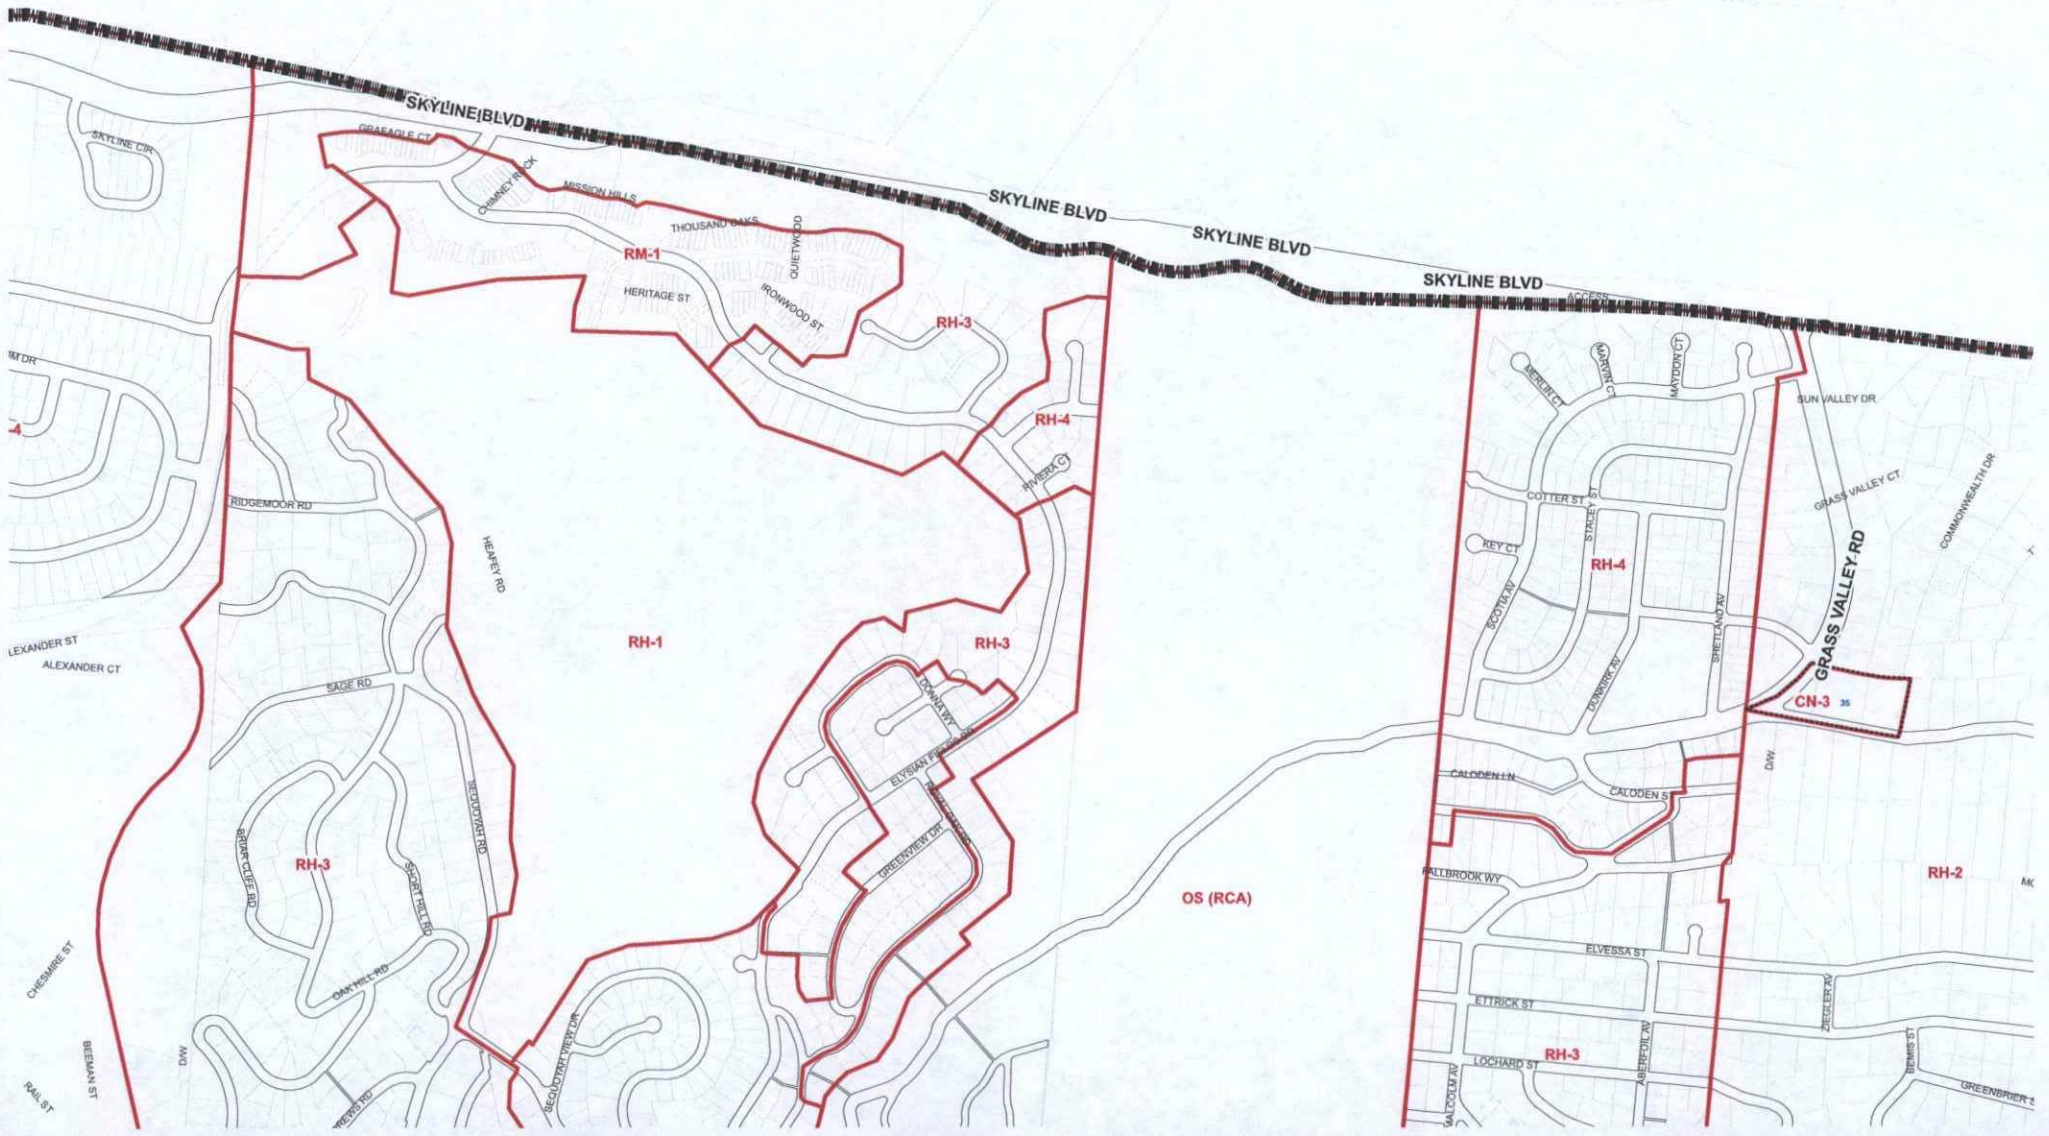 SKYLINE BLVD
SKYLINE CIR
GRAEAGLE CT
CHIMNEY ROCK
MISSION HILLS
SKYLINE BLVD
THOUSAND OAKS
QUIETWOOD
SKYLINE BLVD
RM-1
SKYLINE BLVD
ACCESS
HERITAGE ST
IRONWOOD ST
RH-3
MERLIN CT
MARVIN CT
MAYDON CT
SUN VALLEY DR
-4
RH-4
RIVIERA CT
RIDGEMOOR RD
COTTER ST
STACEY ST
GRASS VALLEY CT
COMMONWEALTH DR
HEAFEY RD
KEY CT
RH-4
SCOTIA AV
GRASS VALLEY RD
LEXANDER ST
ALEXANDER CT
RH-1
RH-3
SHETLAND AV
SAGE RD
DONNA WY
DUNKIRK AV
CN-3 35
ELYSIAN FIELDS DR
D/W
CALODEN LN
CALODEN S
SEQUOYAH RD
GREENVIEW DR
BRIAR CLIFF RD
RH-3
SHORT HILL RD
FALLBROOK WY
RH-2
OS (RCA)
ELVESSA ST
CHESMIRE ST
OAK HILL RD
ETTRICK ST
ZIEGLER AV
BEEMAN ST
D/W
SEQUOYAH VIEW DR
RH-3
LOCHARD ST
ABERFOIL AV
BEMIS ST
RAIL ST
REWS RD
MALCOLM AV
GREENBRIER S